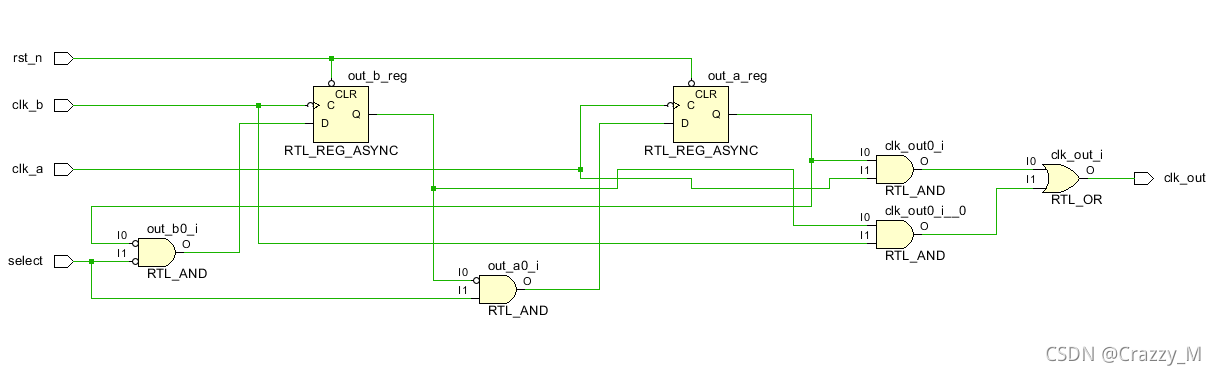 rst_n
out_b_reg
out_a_reg
CLR
CLR
clk_b
C
C
Q
Q
D
D
RTL_REG_ASYNC
RTL_REG_ASYNC
clk_out0_i
clk_out_i
I0
O
I0
clk_a
I1
I1
O
clk_out
RTL_AND
RTL_OR
clk_out0_i__0
I0
O
I1
RTL_AND
out_b0_i
I0
O
I1
select
RTL_AND
out_a0_i
I0
O
I1
RTL_AND
CSDN @Crazzy_M